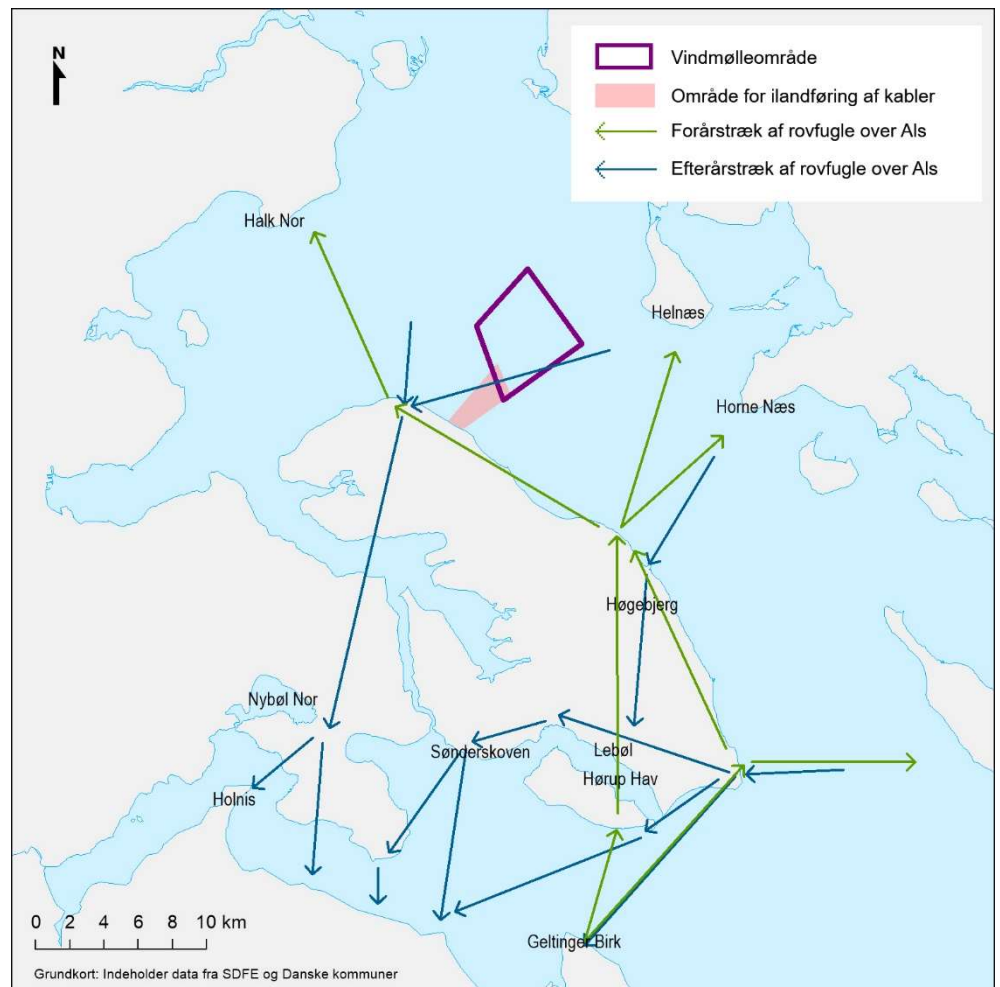 N
Vindmølleområde
Område for ilandføring af kabler
Forårstræk af rovfugle over Als
Efterårstræk af rovfugle over Als
Halk Nor
Helnæs
Horne Næs
Høgebjerg
Nybøl Nor
Sønderskoven
Lebøl
Hørup Hav
Holnis
Geltinger Birk
0 2 4 6 8 10 km
Grundkort: Indeholder data fra SDFE og Danske kommuner